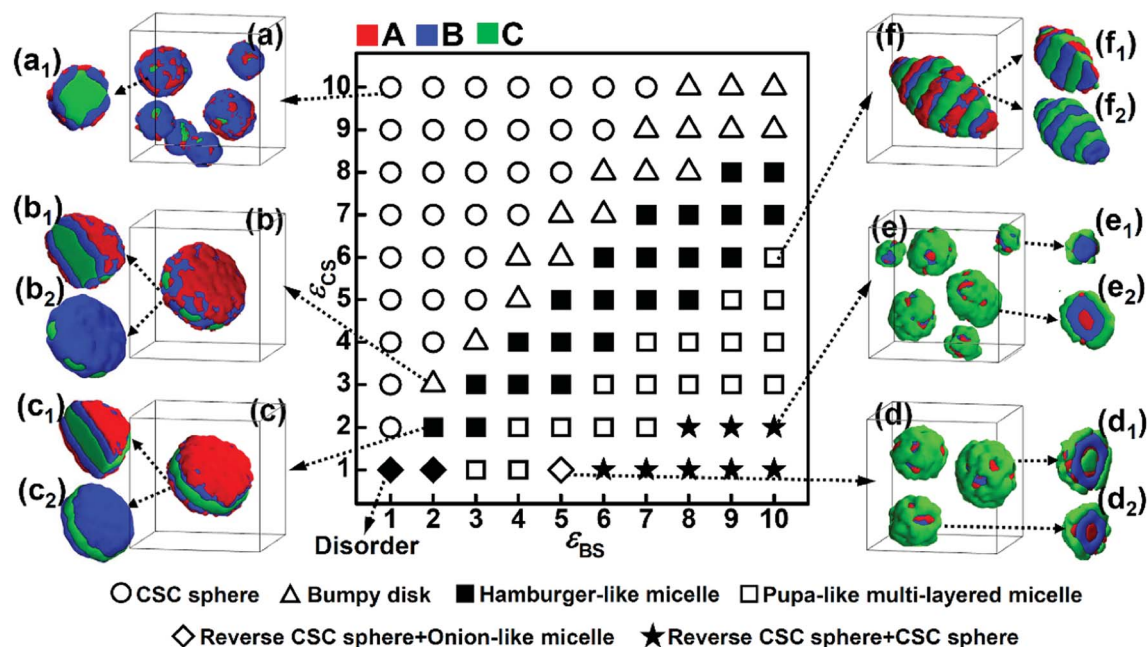 A B C
(a)
(a1)
(b)
(b1)
(b2)
(c)
(c1)
(c2)
εCS
10
9
8
7
6
5
4
3
2
1
1 2 3 4 5 6 7 8 9 10
εBS
Disorder
(f)
(f1)
(f2)
(e)
(e1)
(e2)
(d)
(d1)
(d2)
CSC sphere Bumpy disk Hamburger-like micelle Pupa-like multi-layered micelle
Reverse CSC sphere+Onion-like micelle Reverse CSC sphere+CSC sphere